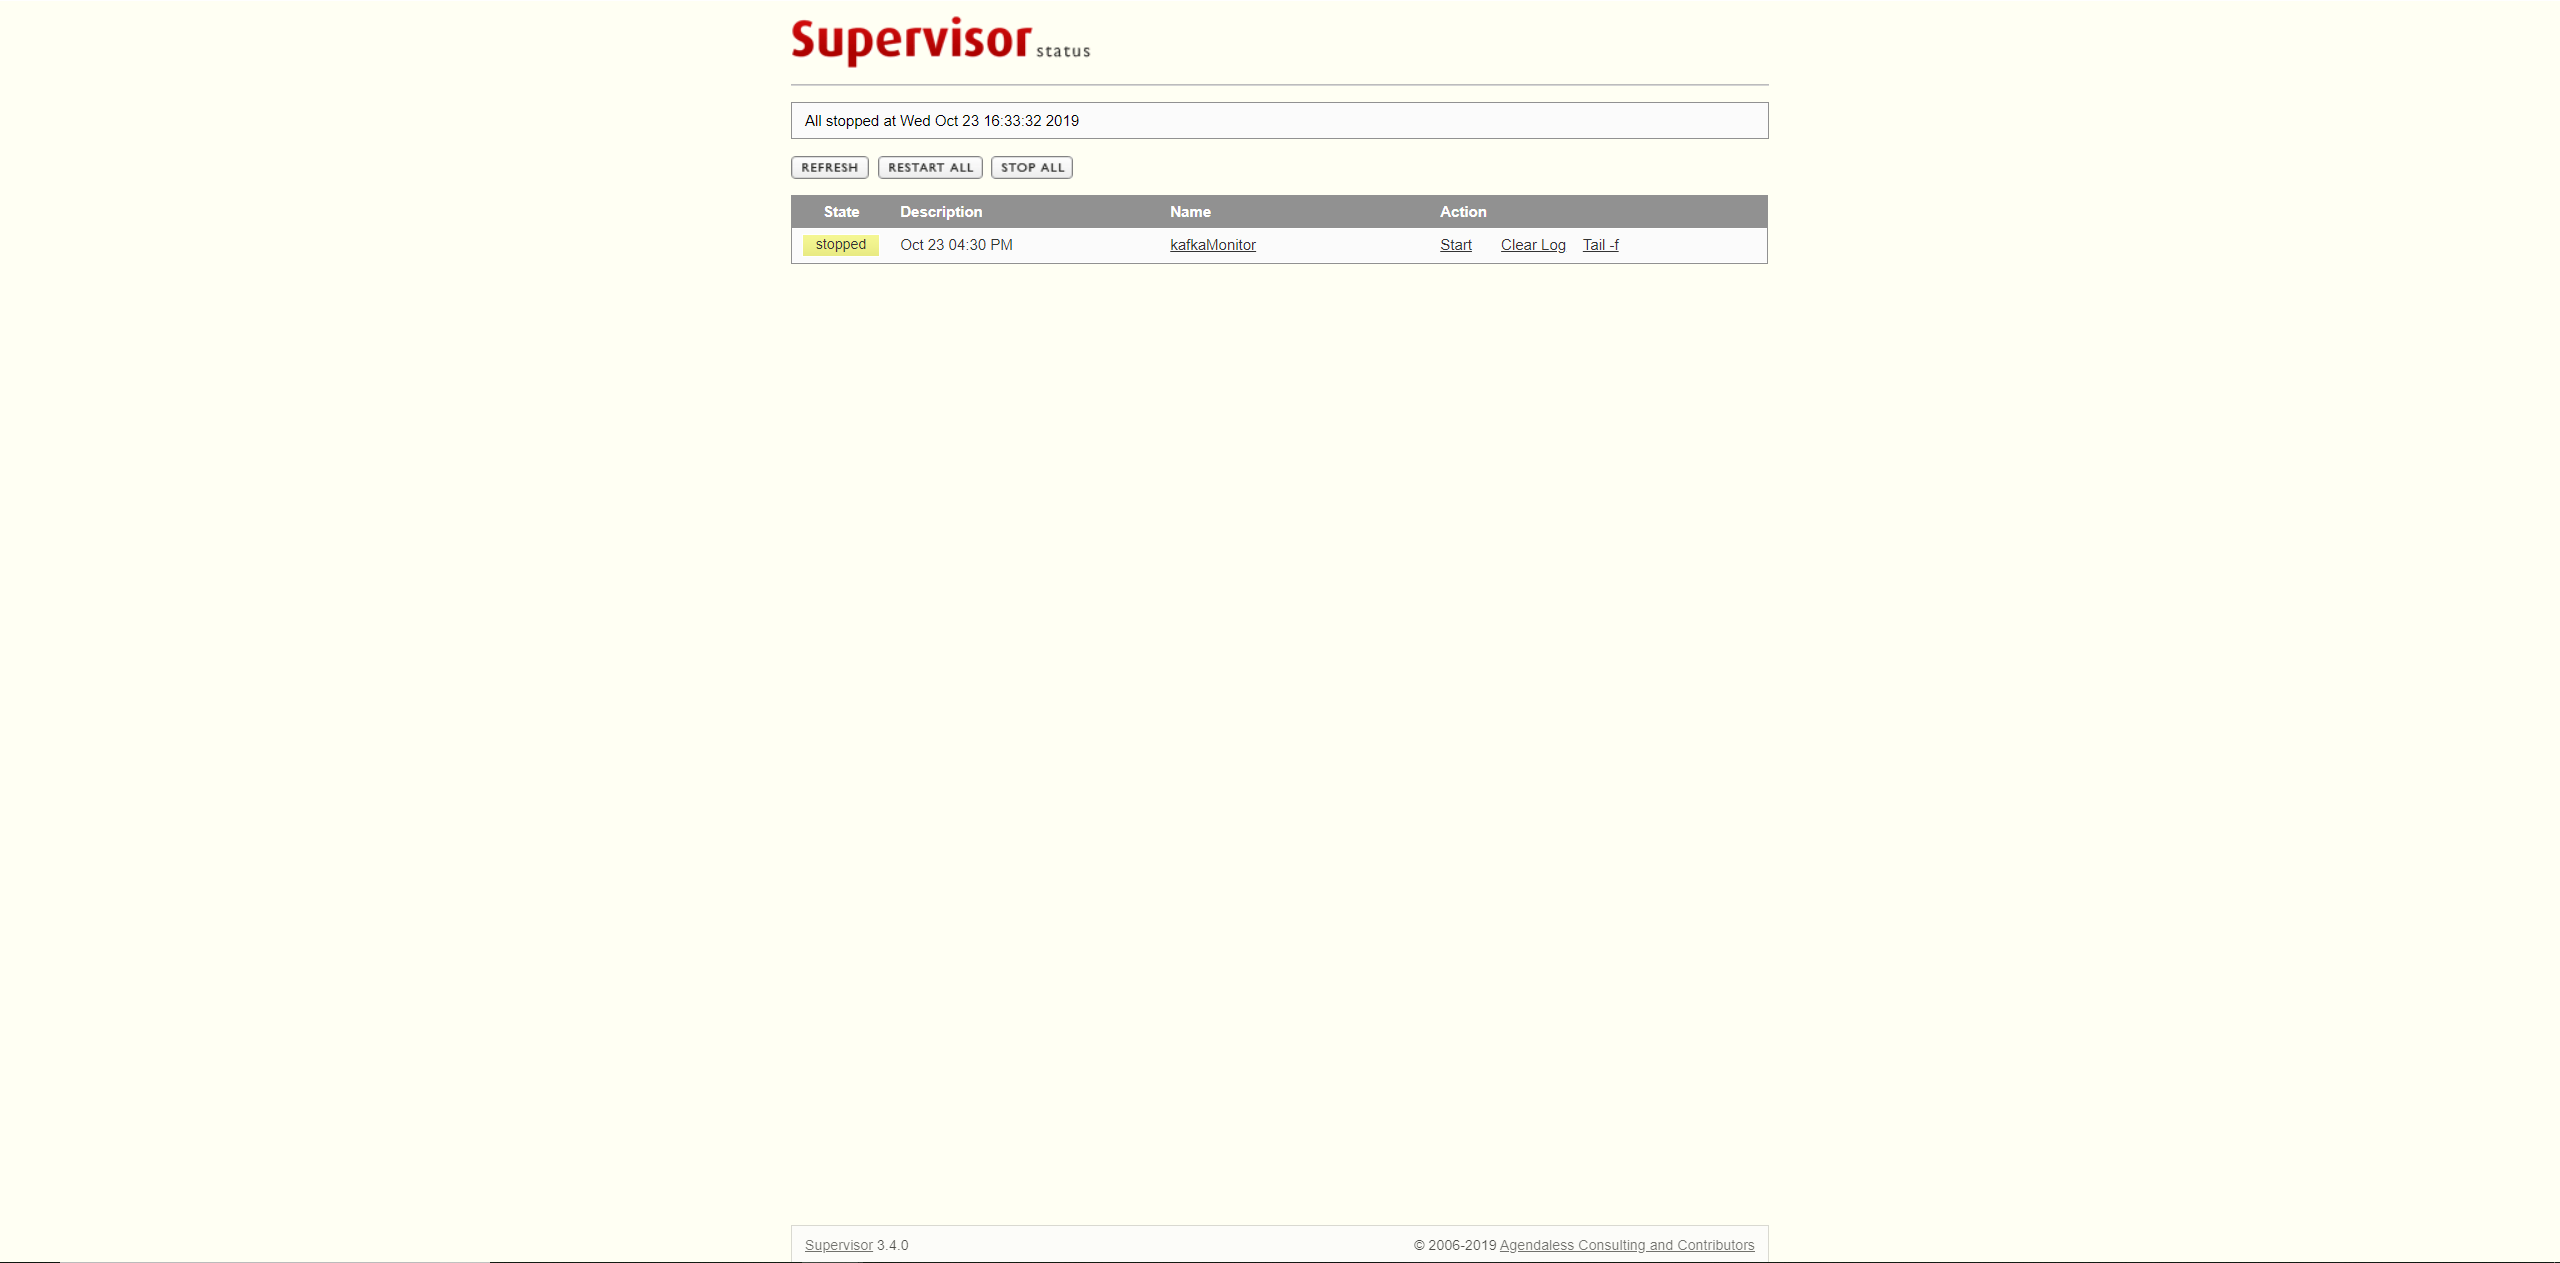 Supervisor status
All stopped at Wed Oct 23 16:33:32 2019
REFRESH RESTART ALL STOP ALL
State Description Name Action
stopped Oct 23 04:30 PM kafkaMonitor Start Clear Log Tail -f
Supervisor 3.4.0 © 2006-2019 Agendaless Consulting and Contributors